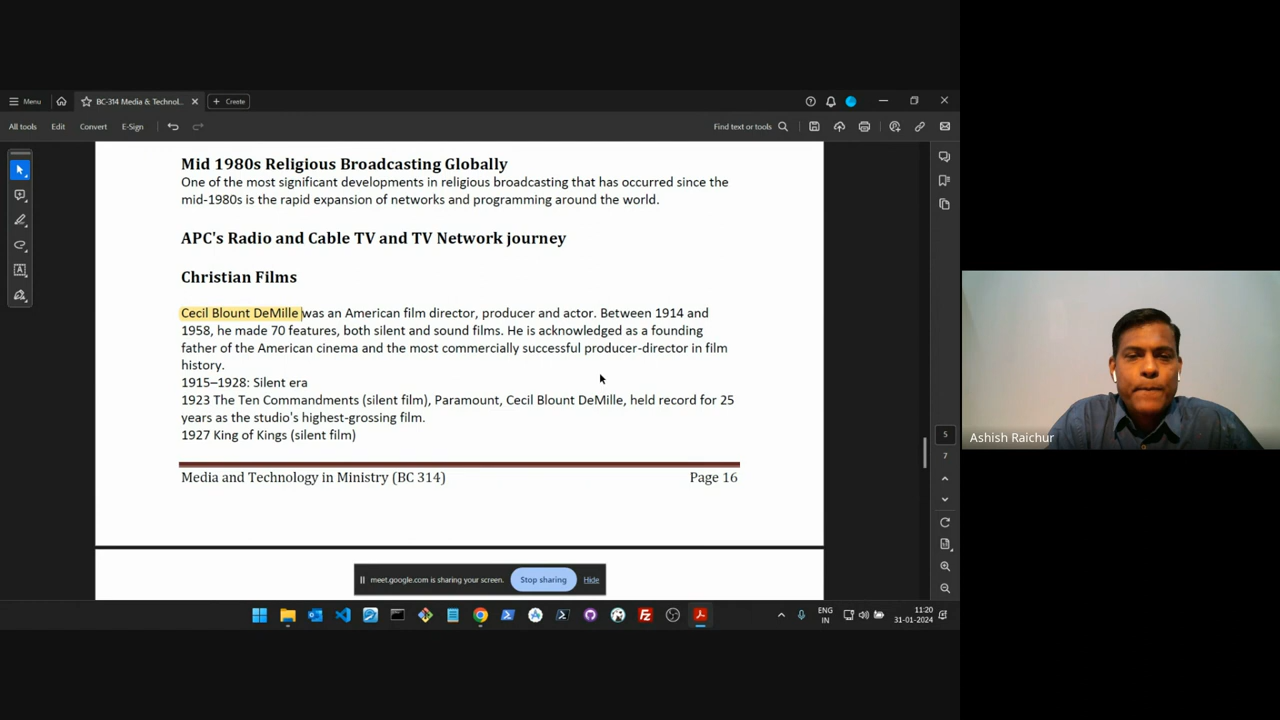 Menu
BC-314 Media & Technol...
Create
All tools
Edit
Convert
E-Sign
Find text or tools
Mid 1980s Religious Broadcasting Globally
One of the most significant developments in religious broadcasting that has occurred since the
mid-1980s is the rapid expansion of networks and programming around the world.
APC's Radio and Cable TV and TV Network journey
Christian Films
Cecil Blount DeMille was an American film director, producer and actor. Between 1914 and
1958, he made 70 features, both silent and sound films. He is acknowledged as a founding
father of the American cinema and the most commercially successful producer-director in film
history.
1915–1928: Silent era
1923 The Ten Commandments (silent film), Paramount, Cecil Blount DeMille, held record for 25
years as the studio's highest-grossing film.
1927 King of Kings (silent film)
Media and Technology in Ministry (BC 314)
Page 16
5
7
Ashish Raichur
meet.google.com is sharing your screen.
Stop sharing
Hide
ENG
IN
11:20
31-01-2024